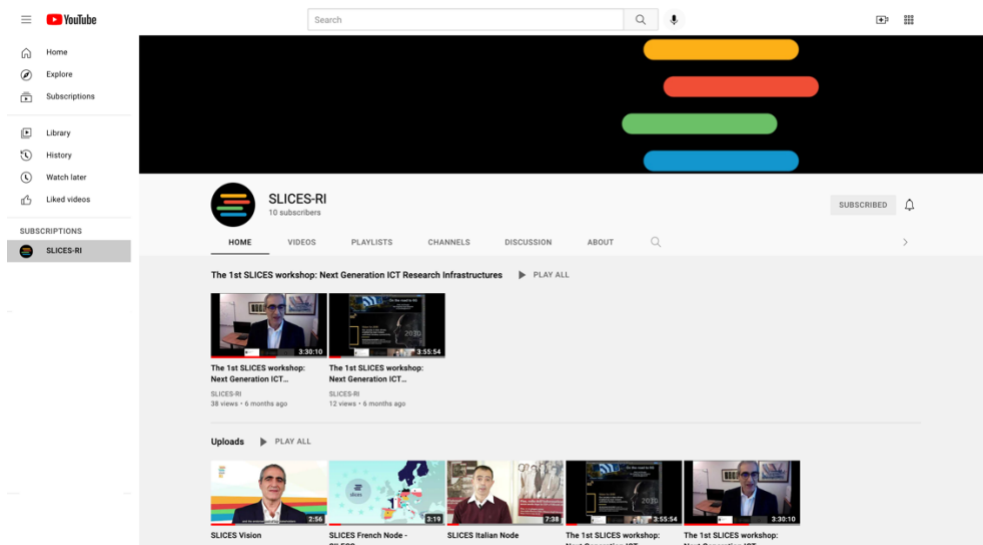 YouTube
Search
Home
Explore
Subscriptions
Library
History
Watch later
Liked videos
SUBSCRIPTIONS
SLICES-RI
SLICES-RI
10 subscribers
SUBSCRIBED
HOME VIDEOS PLAYLISTS CHANNELS DISCUSSION ABOUT
The 1st SLICES workshop: Next Generation ICT Research Infrastructures PLAY ALL
3:30:10 3:55:54
The 1st SLICES workshop: The 1st SLICES workshop:
Next Generation ICT... Next Generation ICT...
SLICES-RI SLICES-RI
38 views • 6 months ago 12 views • 6 months ago
Uploads PLAY ALL
slices
2:56 3:19 7:38 3:55:54 3:30:10
SLICES Vision SLICES French Node - SLICES Italian Node The 1st SLICES workshop: The 1st SLICES workshop: